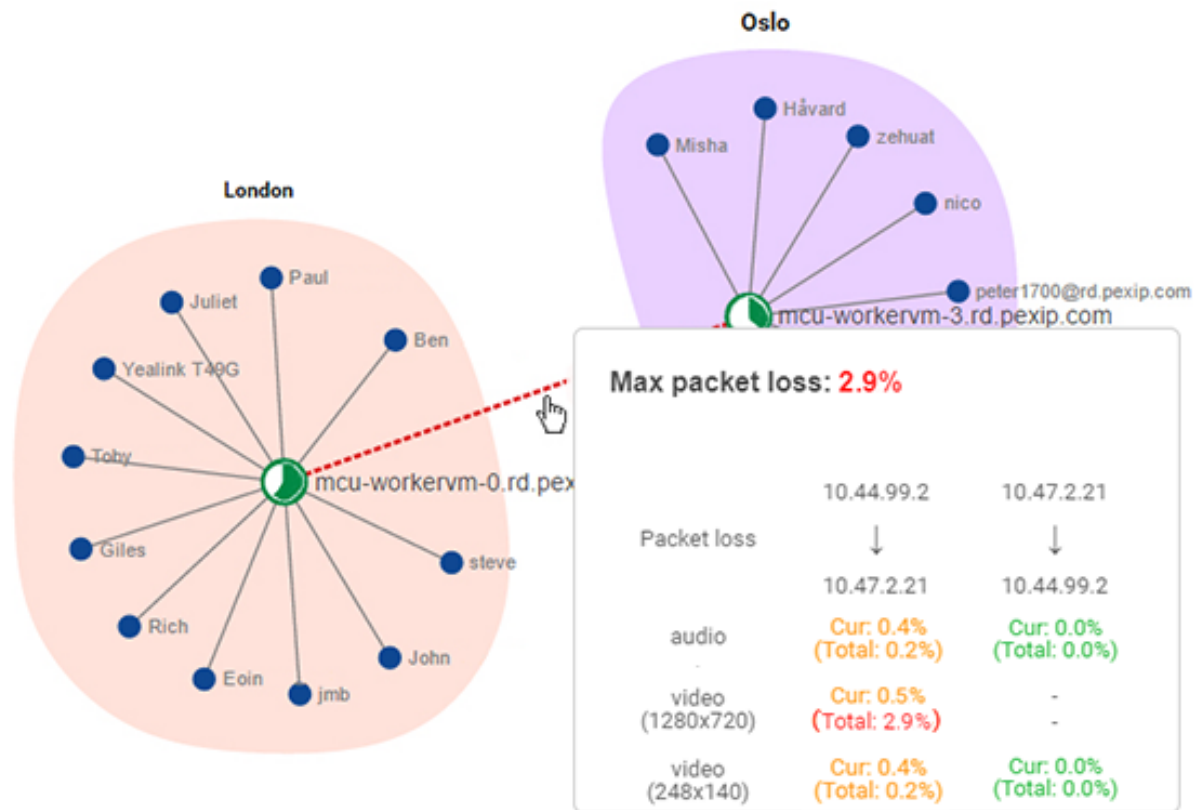 Oslo
Håvard
Misha
zehuat
nico
peter1700@rd.pexip.com
mcu-workervm-3.rd.pexip.com
London
Paul
Juliet
Ben
Yealink T49G
Toby
mcu-workervm-0.rd.pex
Giles
steve
Rich
John
Eoin
jmb
Max packet loss: 2.9%
10.44.99.2 10.47.2.21
Packet loss ↓ ↓
10.47.2.21 10.44.99.2
audio Cur: 0.4% Cur: 0.0%
(Total: 0.2%) (Total: 0.0%)
video Cur: 0.5% -
(1280x720) (Total: 2.9%) -
video Cur: 0.4% Cur: 0.0%
(248x140) (Total: 0.2%) (Total: 0.0%)